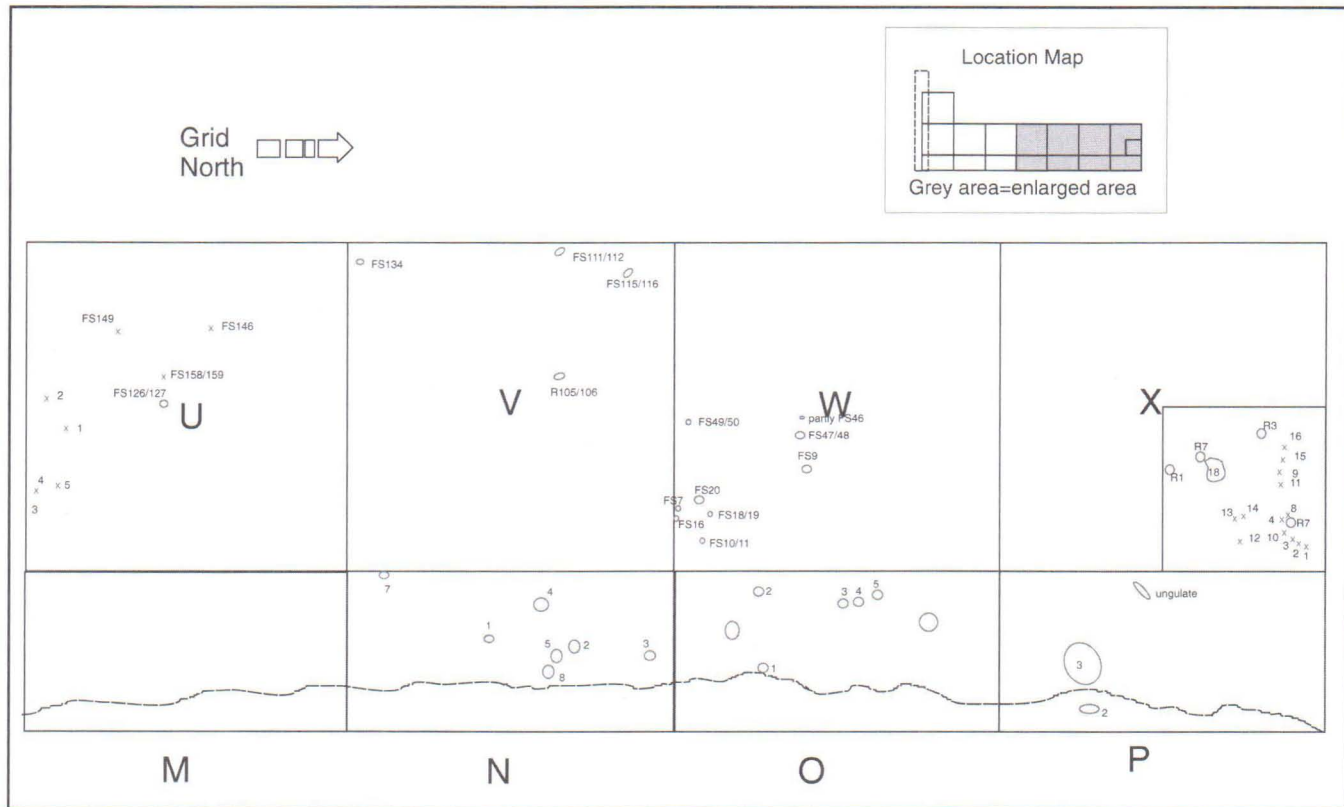 Location Map
Grid
North
Grey area=enlarged area
FS134
FS111/112
FS115/116
FS149
FS146
FS158/159
FS126/127
R105/106
2
U
V
W
X
1
4
5
3
FS49/50
partly FS46
FS47/48
FS9
FS20
FS7
FS18/19
FS16
FS10/11
R3
16
R7
15
R1
18
9
11
13
14
8
4
R7
12
10
3
2
1
7
4
1
5
2
3
8
2
3
4
5
1
ungulate
3
2
M
N
O
P